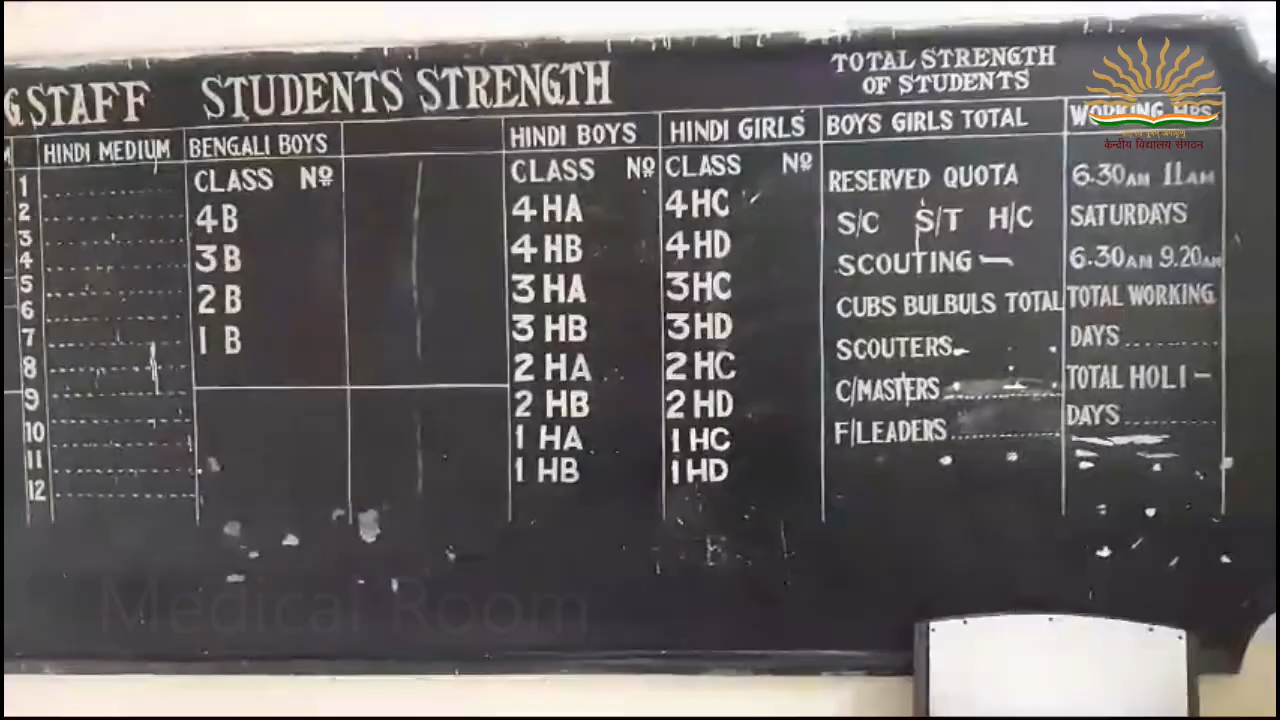 STAFF STUDENTS STRENGTH
TOTAL STRENGTH
OF STUDENTS
HINDI MEDIUM
BENGALI BOYS
HINDI BOYS
HINDI GIRLS
BOYS GIRLS TOTAL
WORKING HRS
1
2
3
4
5
6
7
8
9
10
11
12
CLASS Nº
4 B
3 B
2 B
1 B
CLASS Nº
4 HA
4 HB
3 HA
3 HB
2 HA
2 HB
1 HA
1 HB
CLASS Nº
4 HC
4 HD
3 HC
3 HD
2 HC
2 HD
1 HC
1 HD
RESERVED QUOTA
S/C S/T H/C
SCOUTING
CUBS BULBULS TOTAL
SCOUTERS
C/MASTERS
F/LEADERS
6.30 AM 11 AM
SATURDAYS
6.30 AM 9.20 AM
TOTAL WORKING
DAYS
TOTAL HOLI-
DAYS
केन्द्रीय विद्यालय संगठन
Medical Room